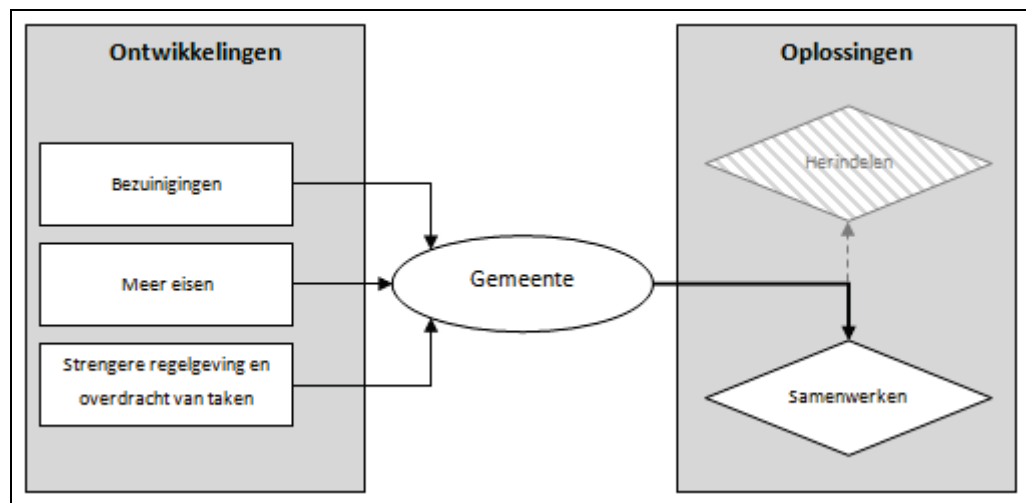 Ontwikkelingen
Bezuinigingen
Meer eisen
Strengere regelgeving en
overdracht van taken
Gemeente
Oplossingen
Herindelen
Samenwerken